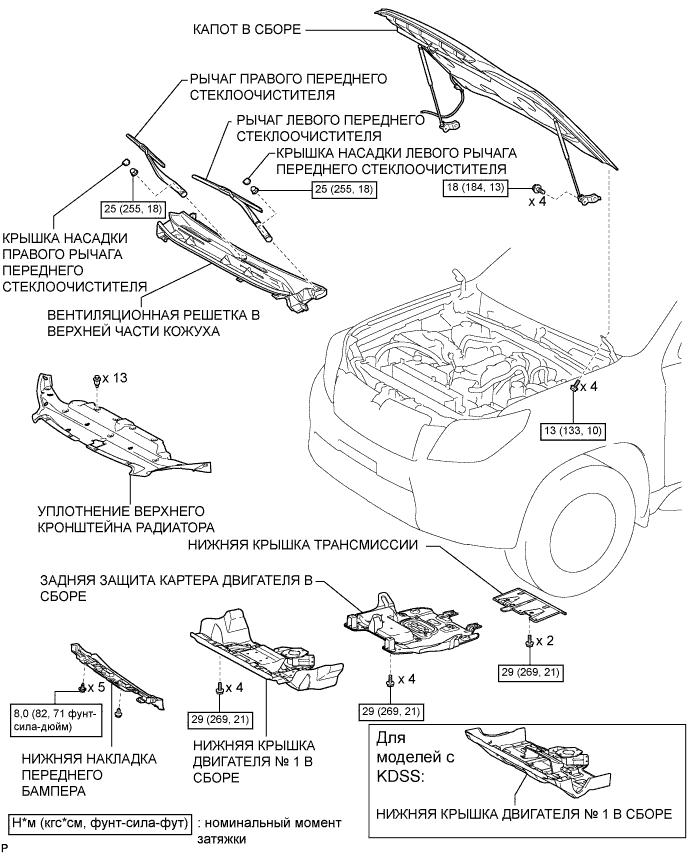 КАПОТ В СБОРЕ
РЫЧАГ ПРАВОГО ПЕРЕДНЕГО
СТЕКЛООЧИСТИТЕЛЯ
РЫЧАГ ЛЕВОГО ПЕРЕДНЕГО
СТЕКЛООЧИСТИТЕЛЯ
КРЫШКА НАСАДКИ ЛЕВОГО РЫЧАГА
ПЕРЕДНЕГО СТЕКЛООЧИСТИТЕЛЯ
25 (255, 18)
25 (255, 18)
18 (184, 13)
x 4
КРЫШКА НАСАДКИ
ПРАВОГО РЫЧАГА
ПЕРЕДНЕГО
СТЕКЛООЧИСТИТЕЛЯ
ВЕНТИЛЯЦИОННАЯ РЕШЕТКА В
ВЕРХНЕЙ ЧАСТИ КОЖУХА
x 13
x 4
13 (133, 10)
УПЛОТНЕНИЕ ВЕРХНЕГО
КРОНШТЕЙНА РАДИАТОРА
НИЖНЯЯ КРЫШКА ТРАНСМИССИИ
ЗАДНЯЯ ЗАЩИТА КАРТЕРА ДВИГАТЕЛЯ В
СБОРЕ
x 2
29 (269, 21)
x 5
x 4
x 4
8,0 (82, 71 фунт-
сила-дюйм)
29 (269, 21)
29 (269, 21)
НИЖНЯЯ НАКЛАДКА
ПЕРЕДНЕГО
БАМПЕРА
НИЖНЯЯ КРЫШКА
ДВИГАТЕЛЯ № 1 В
СБОРЕ
Для
моделей с
KDSS:
НИЖНЯЯ КРЫШКА ДВИГАТЕЛЯ № 1 В СБОРЕ
Н*м (кгс*см, фунт-сила-фут) : номинальный момент
затяжки
P